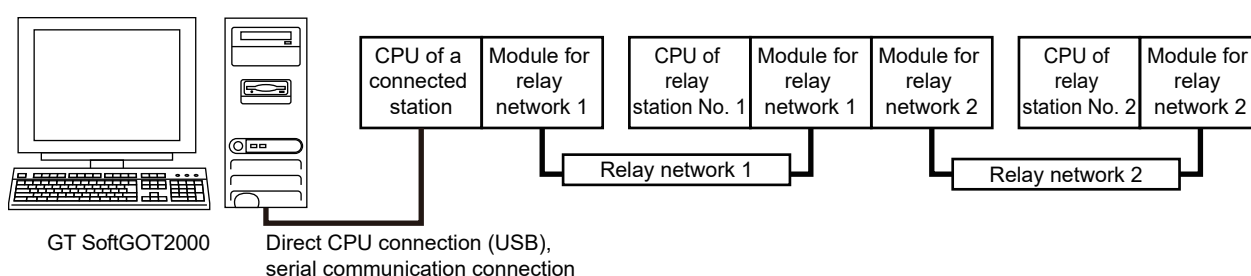 CPU of a
connected
station
Module for
relay
network 1
CPU of
relay
station No. 1
Module for
relay
network 1
Module for
relay
network 2
CPU of
relay
station No. 2
Module for
relay
network 2
Relay network 1
Relay network 2
GT SoftGOT2000
Direct CPU connection (USB),
serial communication connection